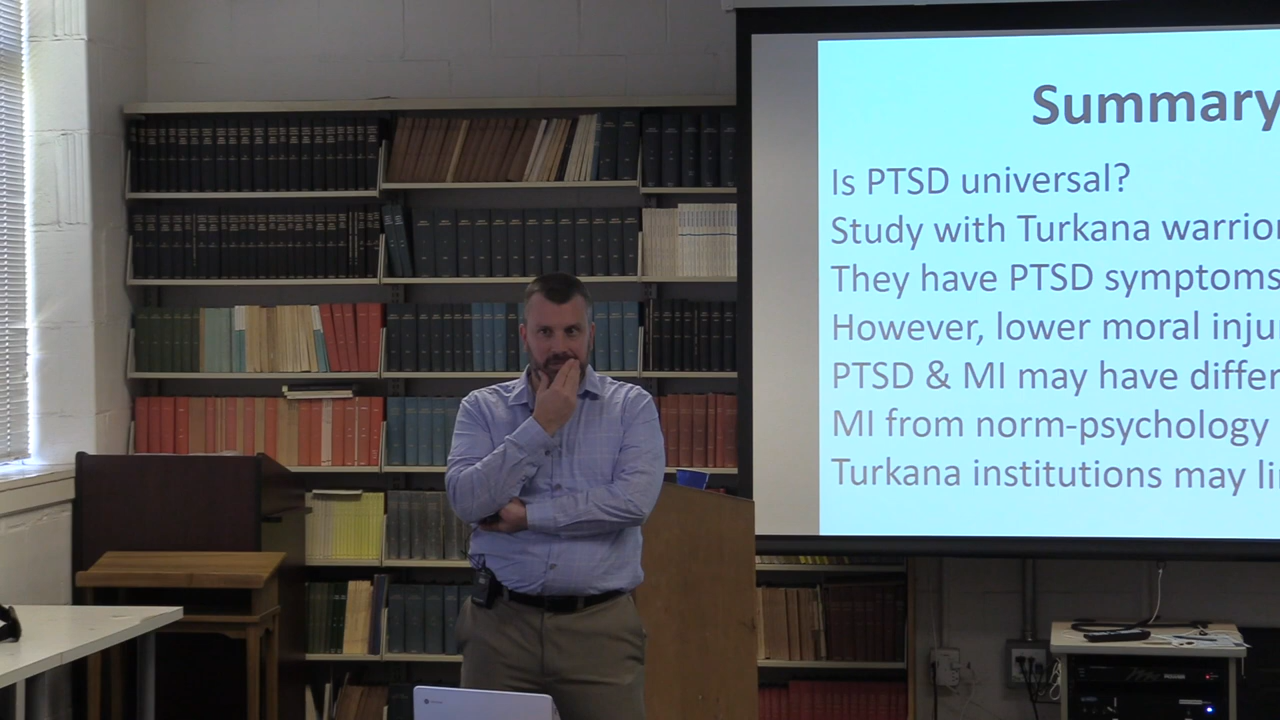 Summary
Is PTSD universal?
Study with Turkana warrior
They have PTSD symptoms
However, lower moral inju
PTSD & MI may have differ
MI from norm-psychology
Turkana institutions may li